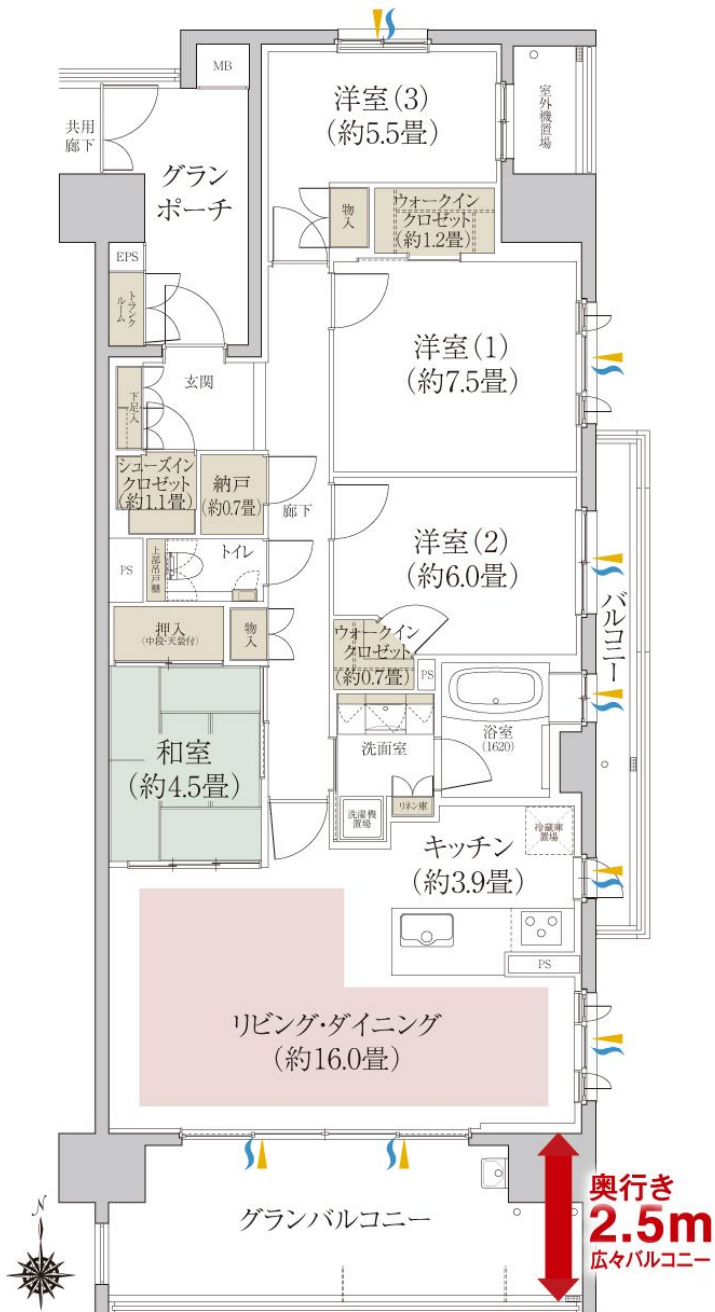 MB
洋室(3)
(約5.5畳)
室外機置場
共用
廊下
グラン
ポーチ
物入
ウォークイン
クロゼット
(約1.2畳)
EPS
トランク
ルーム
洋室(1)
(約7.5畳)
玄関
下足入
シューズイン
クロゼット
(約1.1畳)
納戸
(約0.7畳)
廊下
洋室(2)
(約6.0畳)
PS
上部吊戸棚
トイレ
バルコニー
押入
(中段・天袋付)
物入
ウォークイン
クロゼット
(約0.7畳)
PS
和室
(約4.5畳)
洗面室
浴室
(1620)
洗濯機
置場
リネン庫
キッチン
(約3.9畳)
冷蔵庫
置場
PS
リビング・ダイニング
(約16.0畳)
グランバルコニー
奥行き
2.5m
広々バルコニー
N